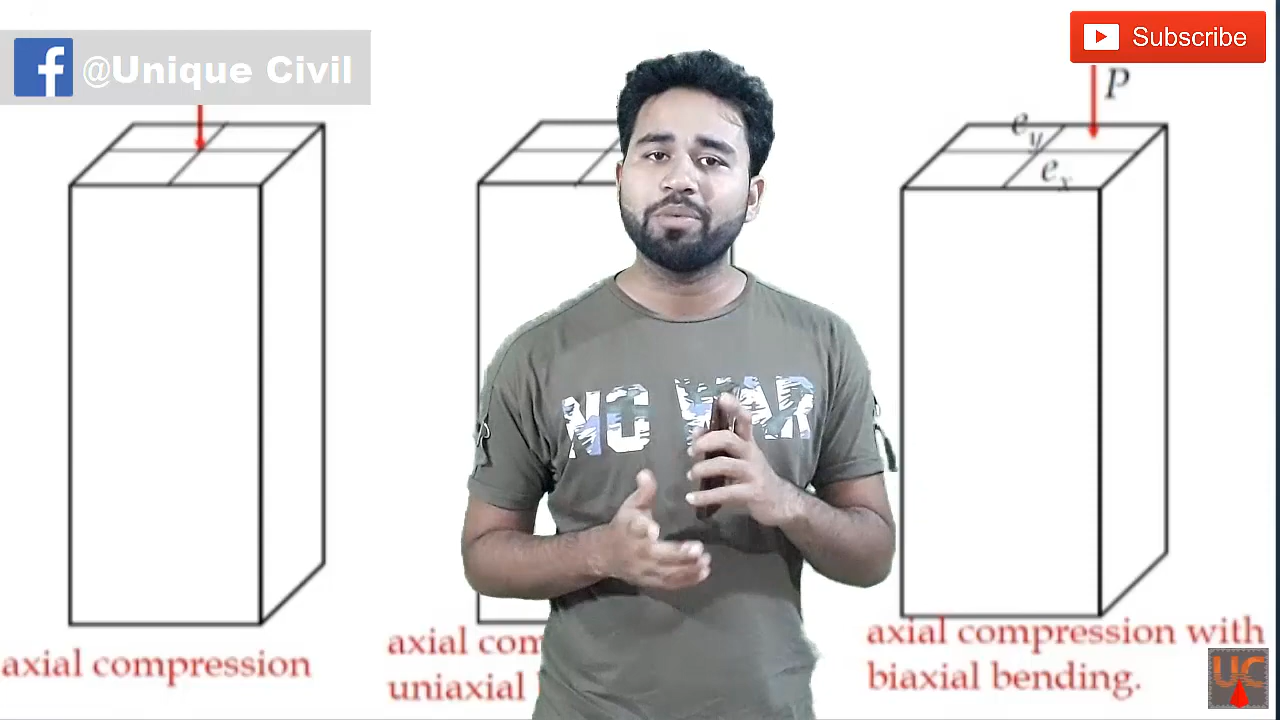 @Unique Civil
Subscribe
P
e_y
e_x
NO WAR
axial compression
axial com
uniaxial
axial compression with
biaxial bending.
UC